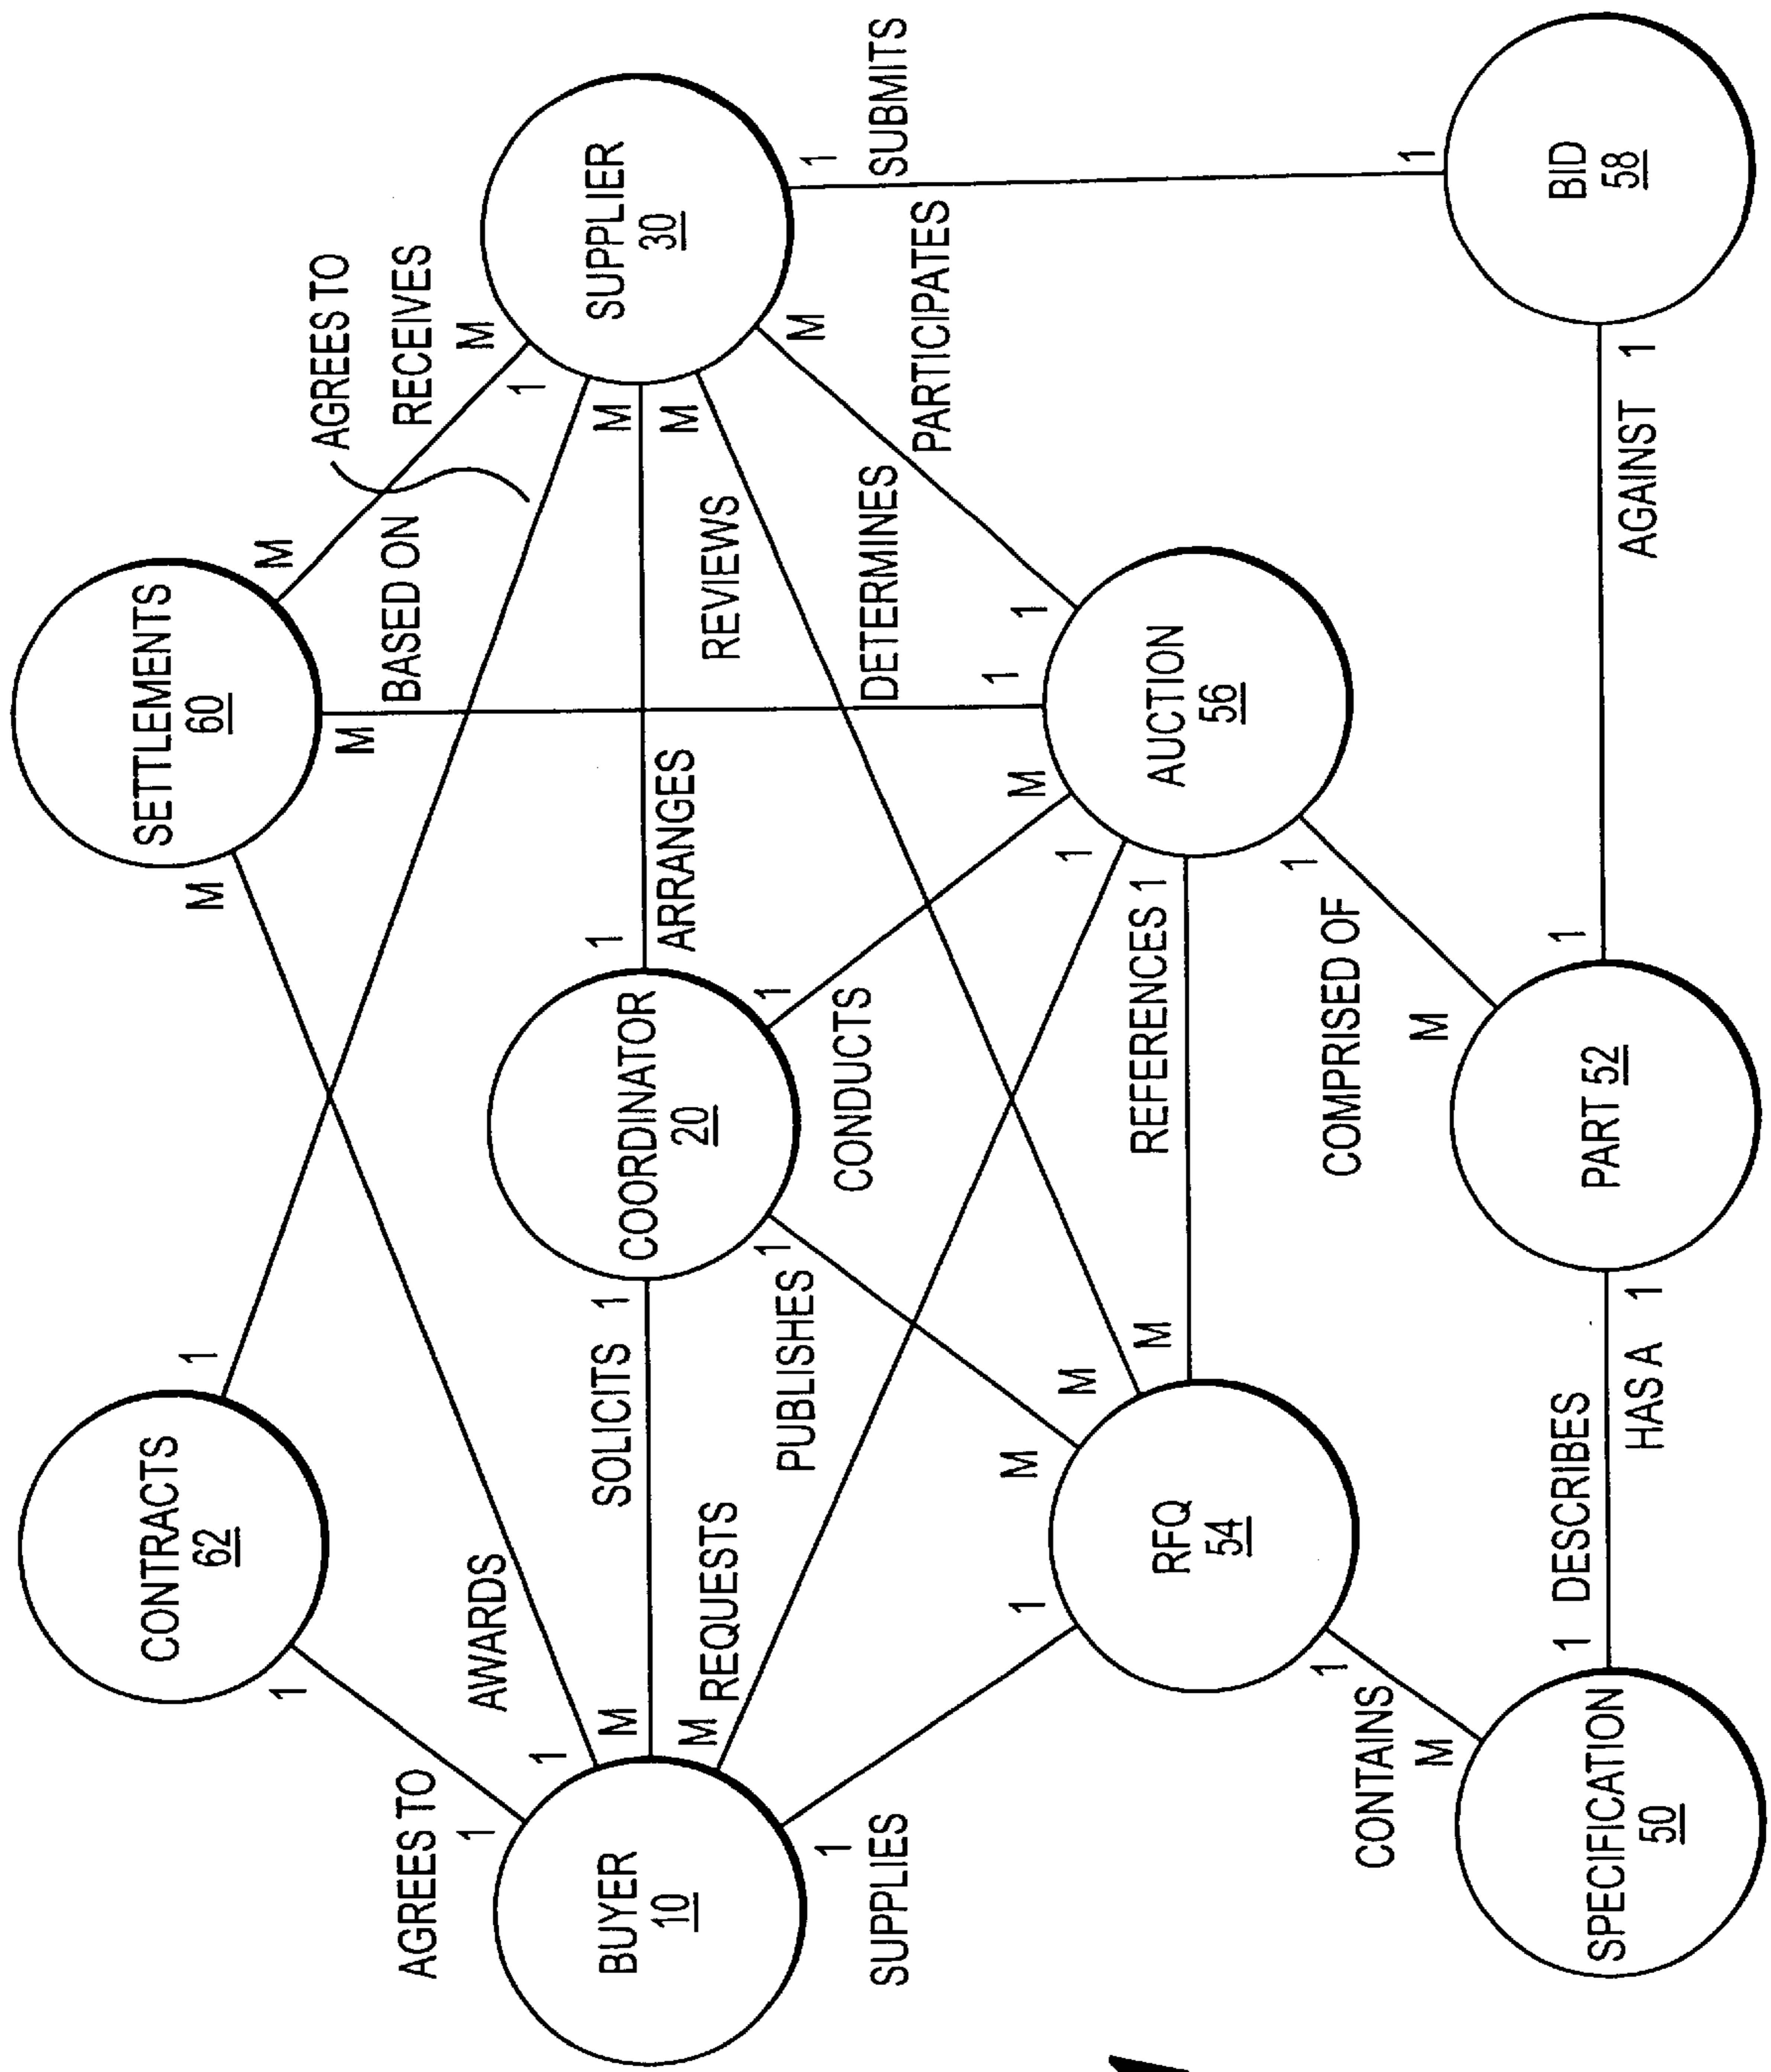 CONTRACTS
62
SETTLEMENTS
60
1
1
M
M
M
AGREES TO
1
AWARDS
1
BASED ON
AGREES TO
RECEIVES
M
1
BUYER
10
M
SOLICITS 1
COORDINATOR
20
1
ARRANGES
M
SUPPLIER
30
M
REVIEWS
M REQUESTS
PUBLISHES
1
1
CONDUCTS
1
SUPPLIES
DETERMINES
PARTICIPATES
M
1
SUBMITS
1
M
M
1
M
1
1
RFQ
54
M
REFERENCES 1
AUCTION
56
1
CONTAINS
M
COMPRISED OF
M
1
1
SPECIFICATION
50
1 DESCRIBES
HAS A 1
PART 52
1
AGAINST 1
BID
58